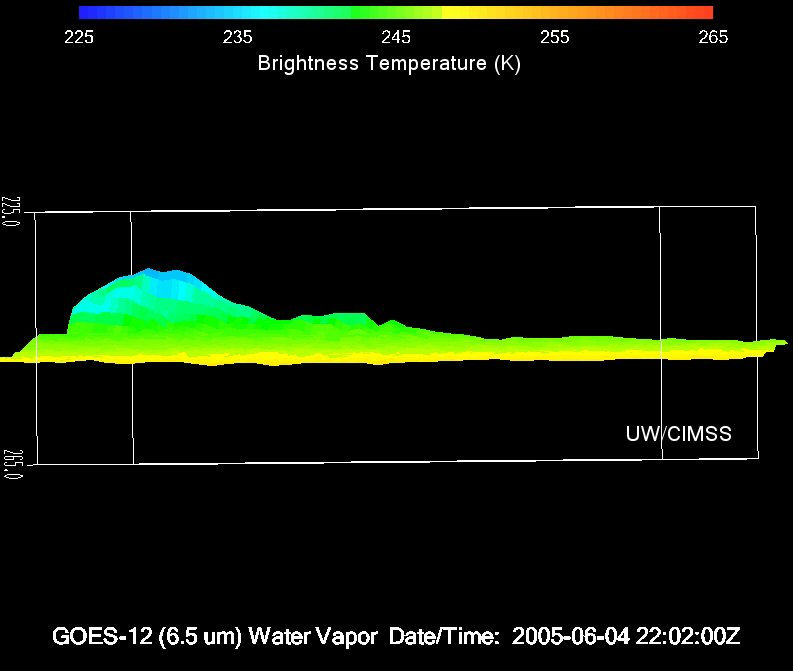 225 235 245 255 265
Brightness Temperature (K)
225.0
UW/CIMSS
265.0
GOES-12 (6.5 um) Water Vapor Date/Time: 2005-06-04 22:02:00Z